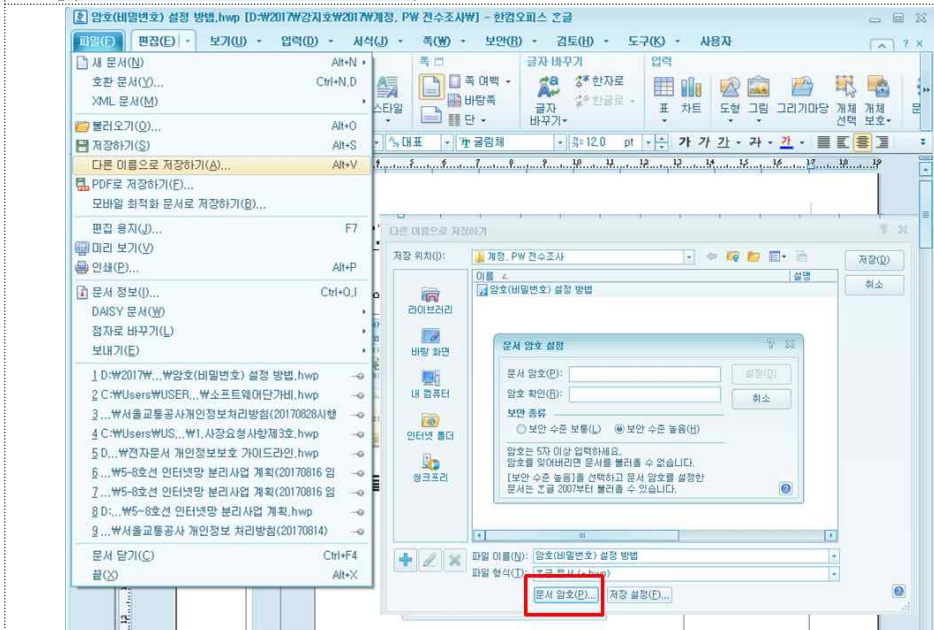 암호(비밀번호) 설정 방법.hwp [D:₩2017₩강지호₩2017₩계정, PW 전수조사₩] - 한컴오피스 흔글
파일(F) 편집(E) 보기(U) 입력(D) 서식(J) 쪽(W) 보안(R) 검토(H) 도구(K) 사용자
새 문서(N) Alt+N
호환 문서(Y)... Ctrl+N,D
XML 문서(M)
불러오기(O)... Alt+O
저장하기(S) Alt+S
다른 이름으로 저장하기(A)... Alt+V
PDF로 저장하기(F)...
모바일 최적화 문서로 저장하기(B)...
편집 용지(J)... F7
미리 보기(V)
인쇄(P)... Alt+P
문서 정보(I)... Ctrl+Q,I
DAISY 문서(W)
점자로 바꾸기(L)
보내기(E)
1 D:₩2017₩...₩암호(비밀번호) 설정 방법.hwp
2 C:₩Users₩USER...₩소프트웨어단가비.hwp
3 ...₩서울교통공사개인정보처리방침(20170828시행
4 C:₩Users₩US...₩1.사장요청사항제3호.hwp
5 D...₩전자문서 개인정보보호 가이드라인.hwp
6 ...₩5-8호선 인터넷망 분리사업 계획(20170816 임
7 ...₩5-8호선 인터넷망 분리사업 계획(20170816 임
8 D:...₩5~8호선 인터넷망 분리사업 계획.hwp
9 ...₩서울교통공사 개인정보 처리방침(20170814)
문서 닫기(C) Ctrl+F4
끝(X) Alt+X
쪽 글자 바꾸기 입력
스타일
쪽 여백
바탕쪽
단
글자 바꾸기
한자로
한글로
표 차트 도형 그림 그리기마당 개체 선택 개체 보호
대표 굴림체 12.0 pt 가 가 가 가 가
다른 이름으로 저장하기
저장 위치(I): 계정, PW 전수조사 저장(D)
취소
이름 설명
암호(비밀번호) 설정 방법
라이브러리
바탕 화면
내 컴퓨터
인터넷 폴더
씽크프리
문서 암호 설정
문서 암호(P): 설정(D)
암호 확인(R): 취소
보안 종류
보안 수준 보통(L) 보안 수준 높음(H)
암호는 5자 이상 입력하세요.
암호를 잊어버리면 문서를 불러올 수 없습니다.
[보안 수준 높음]을 선택하고 문서 암호를 설정한
문서는 흔글 2007부터 불러올 수 있습니다.
파일 이름(N): 암호(비밀번호) 설정 방법
파일 형식(T): 흔글 문서 (*.hwp)
문서 암호(P)... 저장 설정(F)...